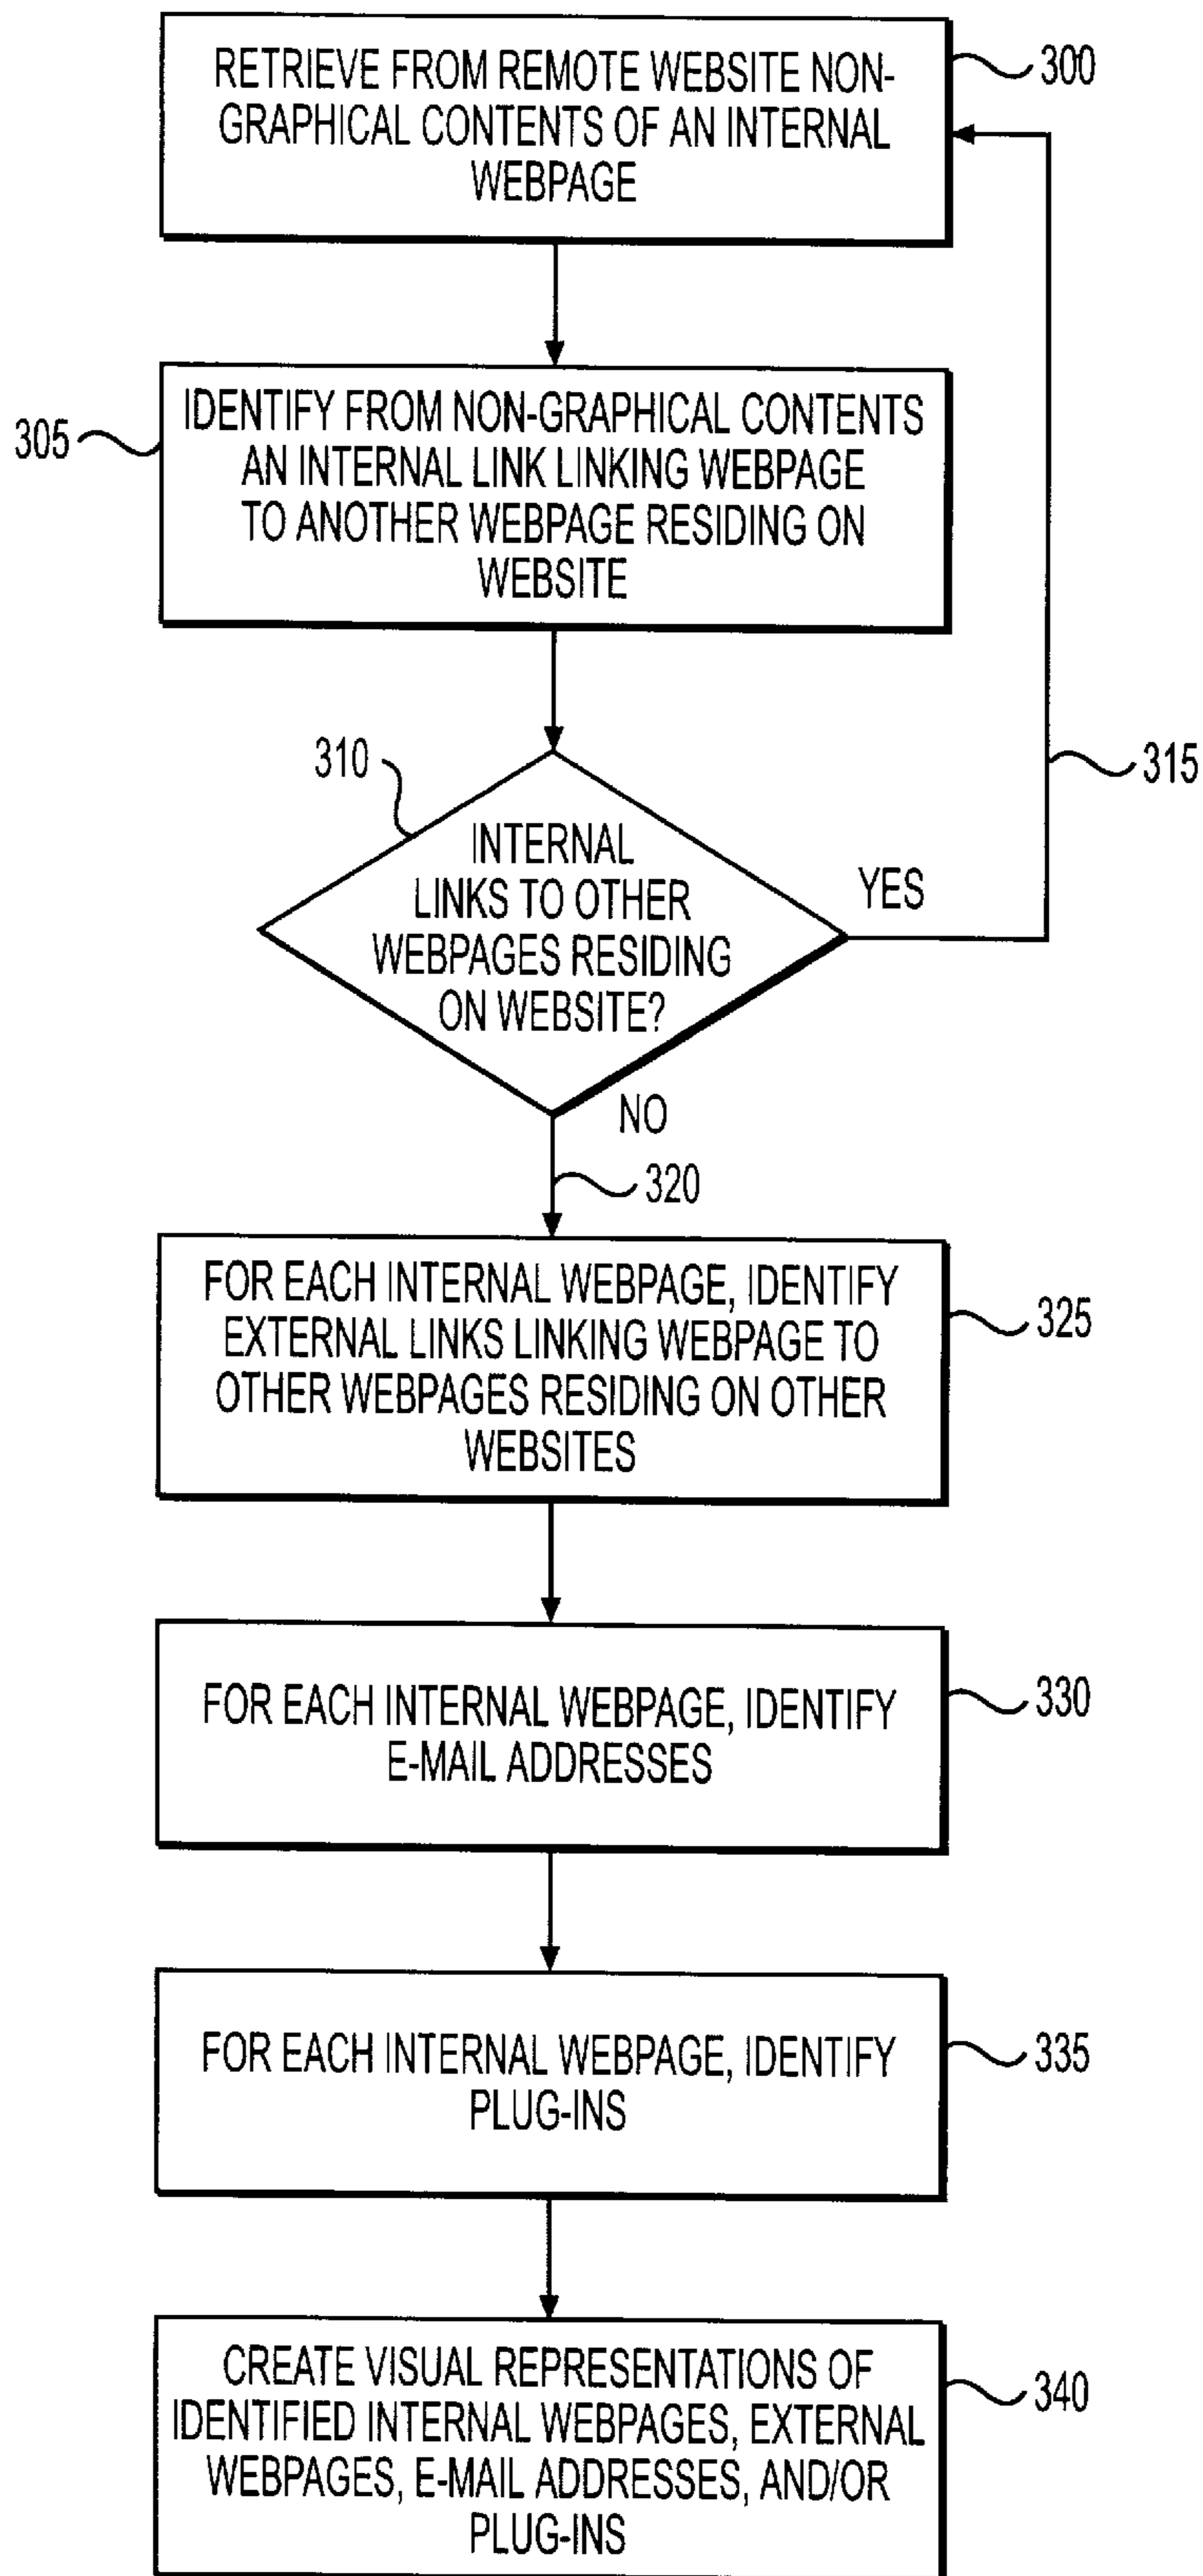 RETRIEVE FROM REMOTE WEBSITE NON-
GRAPHICAL CONTENTS OF AN INTERNAL
WEBPAGE
300
305
IDENTIFY FROM NON-GRAPHICAL CONTENTS
AN INTERNAL LINK LINKING WEBPAGE
TO ANOTHER WEBPAGE RESIDING ON
WEBSITE
310
INTERNAL
LINKS TO OTHER
WEBPAGES RESIDING
ON WEBSITE?
YES
315
NO
320
FOR EACH INTERNAL WEBPAGE, IDENTIFY
EXTERNAL LINKS LINKING WEBPAGE TO
OTHER WEBPAGES RESIDING ON OTHER
WEBSITES
325
FOR EACH INTERNAL WEBPAGE, IDENTIFY
E-MAIL ADDRESSES
330
FOR EACH INTERNAL WEBPAGE, IDENTIFY
PLUG-INS
335
CREATE VISUAL REPRESENTATIONS OF
IDENTIFIED INTERNAL WEBPAGES, EXTERNAL
WEBPAGES, E-MAIL ADDRESSES, AND/OR
PLUG-INS
340